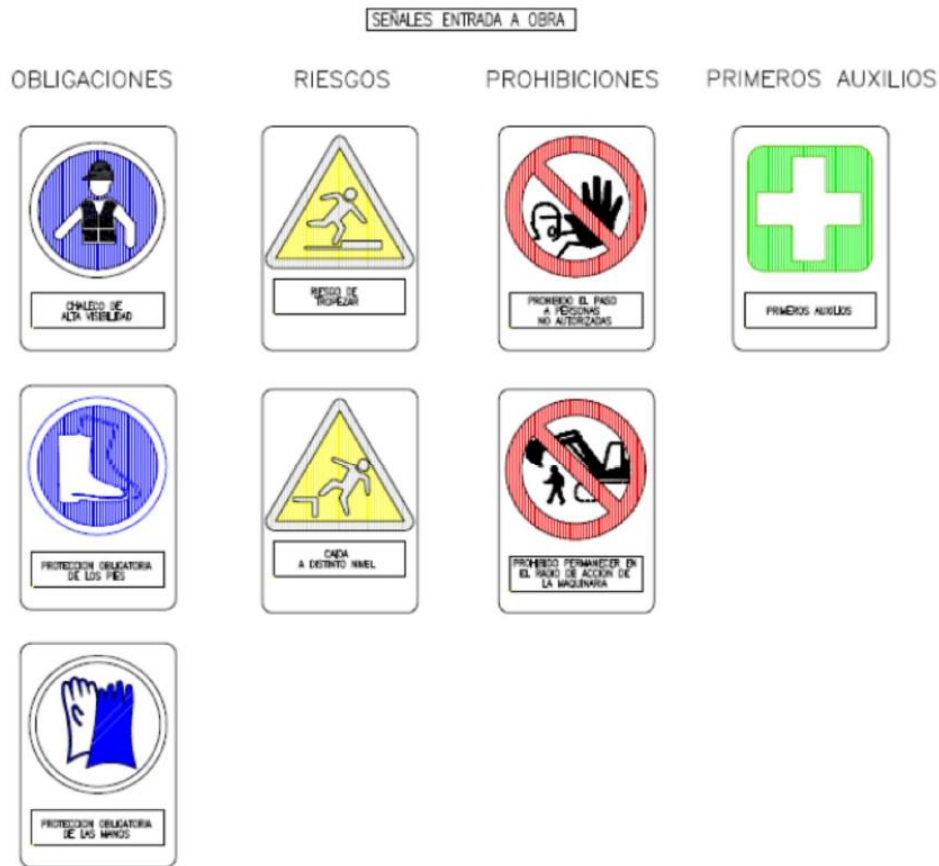 SEÑALES ENTRADA A OBRA
OBLIGACIONES
RIESGOS
PROHIBICIONES
PRIMEROS AUXILIOS
CHALECO DE
ALTA VISIBILIDAD
RIESGO DE
TROPEZAR
PROHIBIDO EL PASO
A PERSONAS
NO AUTORIZADAS
PRIMEROS AUXILIOS
PROTECCION OBLIGATORIA
DE LOS PIES
CAIDA
A DISTINTO NIVEL
PROHIBIDO PERMANECER EN
EL RADIO DE ACCION DE
LA MAQUINARIA
PROTECCION OBLIGATORIA
DE LAS MANOS